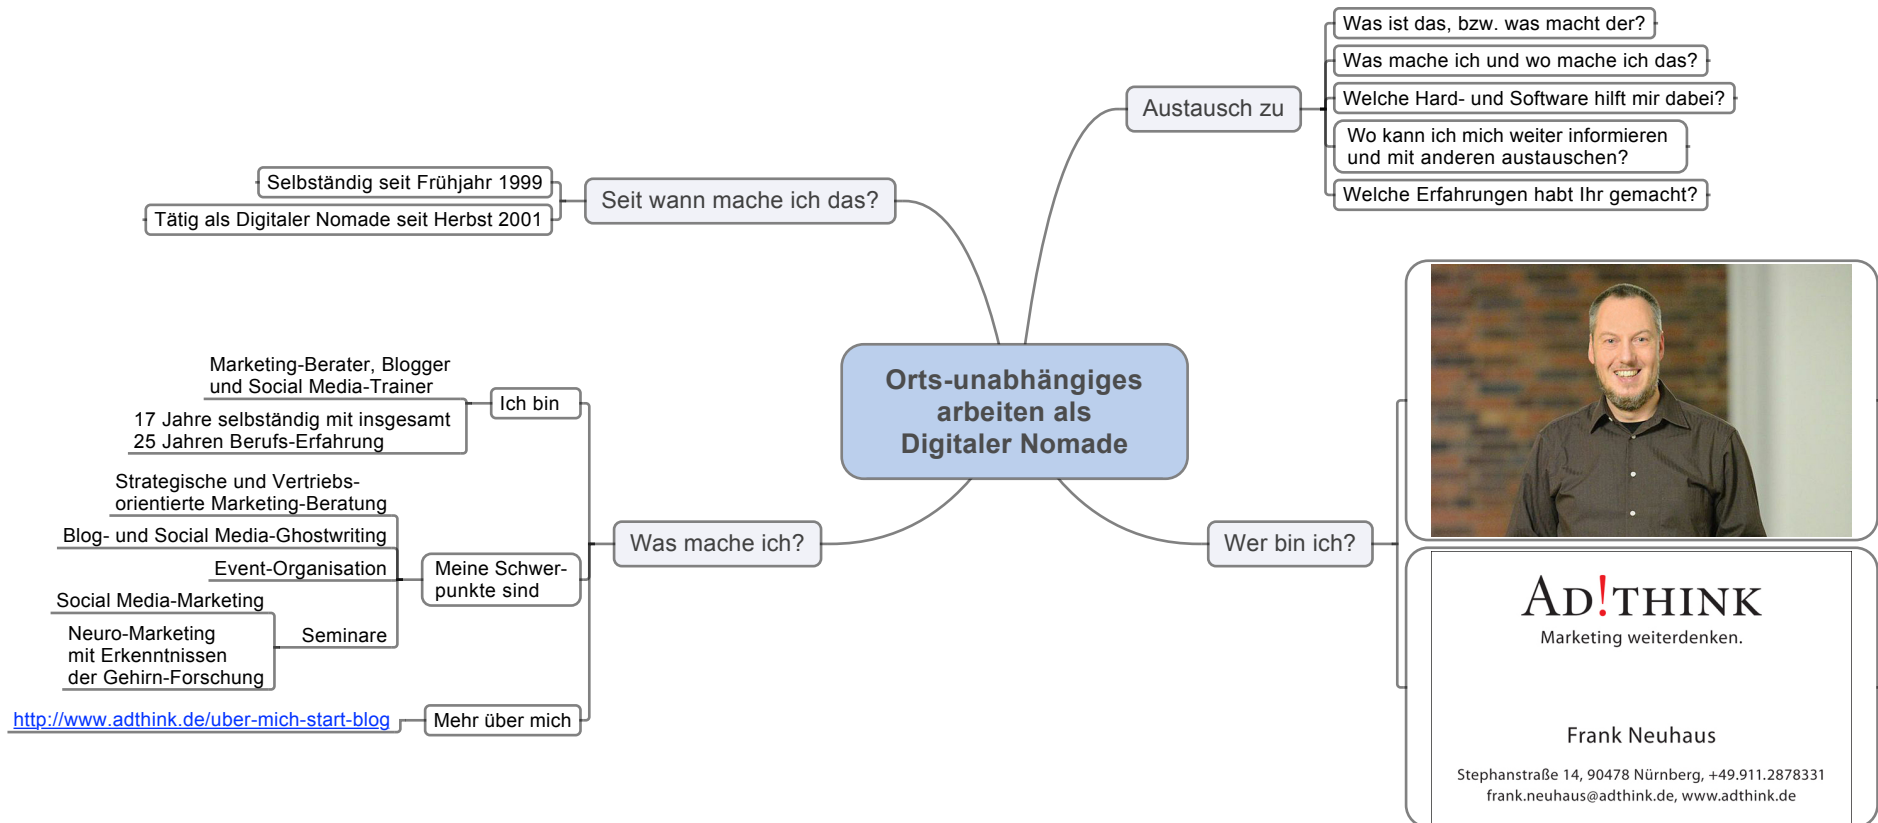 Orts-unabhängiges
arbeiten als
Digitaler Nomade
Austausch zu
Was ist das, bzw. was macht der?
Was mache ich und wo mache ich das?
Welche Hard- und Software hilft mir dabei?
Wo kann ich mich weiter informieren
und mit anderen austauschen?
Welche Erfahrungen habt Ihr gemacht?
Wer bin ich?
AD!THINK
Marketing weiterdenken.
Frank Neuhaus
Stephanstraße 14, 90478 Nürnberg, +49.911.2878331
frank.neuhaus@adthink.de, www.adthink.de
Was mache ich?
Ich bin
Marketing-Berater, Blogger
und Social Media-Trainer
17 Jahre selbständig mit insgesamt
25 Jahren Berufs-Erfahrung
Meine Schwer-
punkte sind
Strategische und Vertriebs-
orientierte Marketing-Beratung
Blog- und Social Media-Ghostwriting
Event-Organisation
Seminare
Social Media-Marketing
Neuro-Marketing
mit Erkenntnissen
der Gehirn-Forschung
Mehr über mich
http://www.adthink.de/uber-mich-start-blog
Seit wann mache ich das?
Selbständig seit Frühjahr 1999
Tätig als Digitaler Nomade seit Herbst 2001